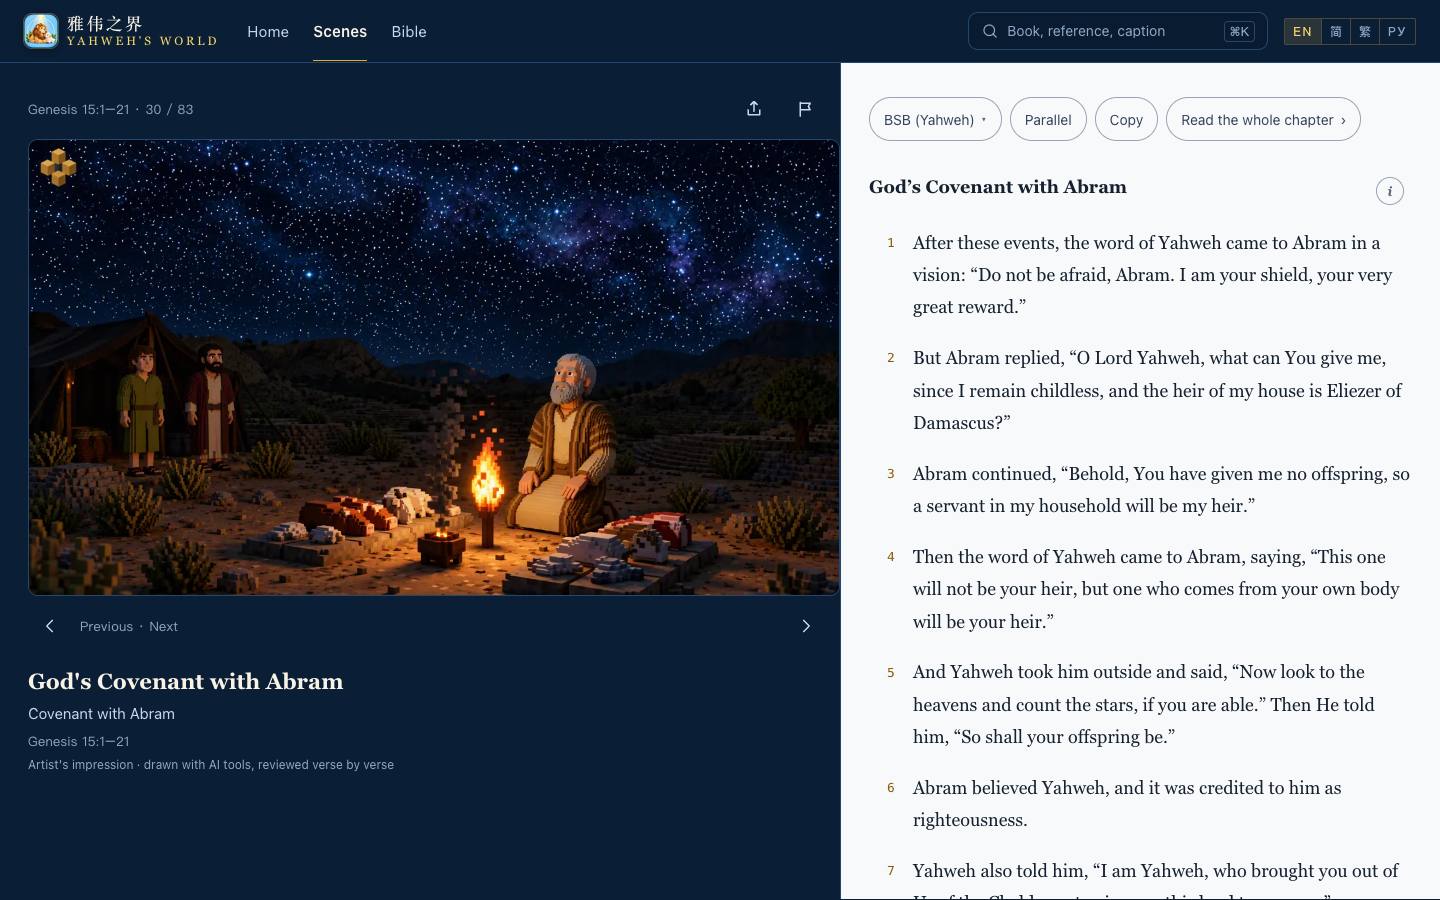 雅伟之界
YAHWEH'S WORLD
Home
Scenes
Bible
Book, reference, caption
⌘K
EN
简
繁
РУ
Genesis 15:1—21 · 30 / 83
Previous · Next
God's Covenant with Abram
Covenant with Abram
Genesis 15:1—21
Artist's impression · drawn with AI tools, reviewed verse by verse
BSB (Yahweh)
Parallel
Copy
Read the whole chapter ›
God’s Covenant with Abram
i
1 After these events, the word of Yahweh came to Abram in a
vision: “Do not be afraid, Abram. I am your shield, your very
great reward.”
2 But Abram replied, “O Lord Yahweh, what can You give me,
since I remain childless, and the heir of my house is Eliezer of
Damascus?”
3 Abram continued, “Behold, You have given me no offspring, so
a servant in my household will be my heir.”
4 Then the word of Yahweh came to Abram, saying, “This one
will not be your heir, but one who comes from your own body
will be your heir.”
5 And Yahweh took him outside and said, “Now look to the
heavens and count the stars, if you are able.” Then He told
him, “So shall your offspring be.”
6 Abram believed Yahweh, and it was credited to him as
righteousness.
7 Yahweh also told him, “I am Yahweh, who brought you out of